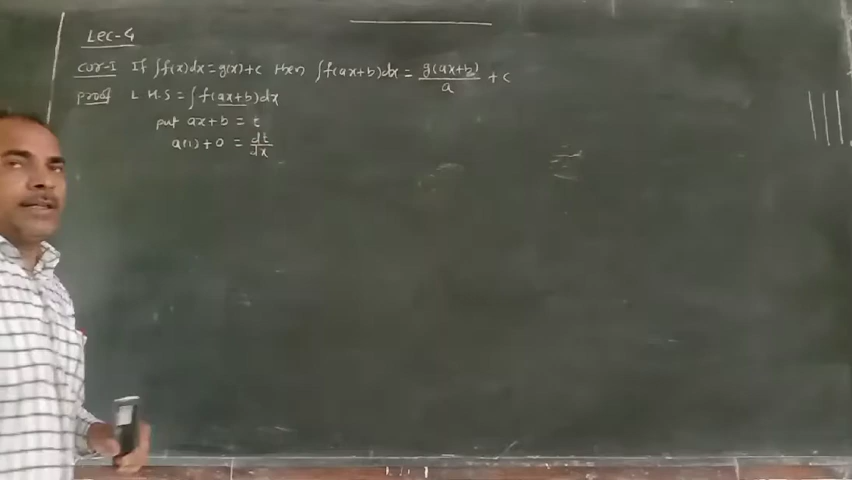 Lec-4
Cor-I If ∫f(x)dx = g(x)+c then ∫f(ax+b)dx = g(ax+b)/a + c
proof L H.S = ∫f(ax+b)dx
put ax+b = t
a(1)+0 = dt/dx